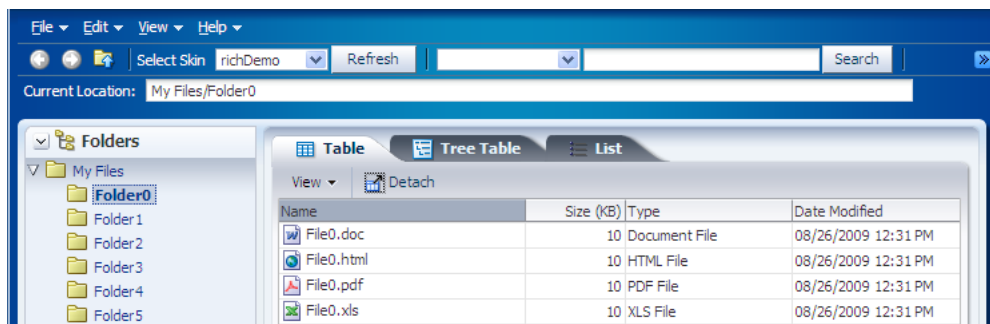 File Edit View Help
Select Skin richDemo Refresh Search
Current Location: My Files/Folder0
Folders
My Files
Folder0
Folder1
Folder2
Folder3
Folder4
Folder5
Table Tree Table List
View Detach
Name Size (KB) Type Date Modified
File0.doc 10 Document File 08/26/2009 12:31 PM
File0.html 10 HTML File 08/26/2009 12:31 PM
File0.pdf 10 PDF File 08/26/2009 12:31 PM
File0.xls 10 XLS File 08/26/2009 12:31 PM